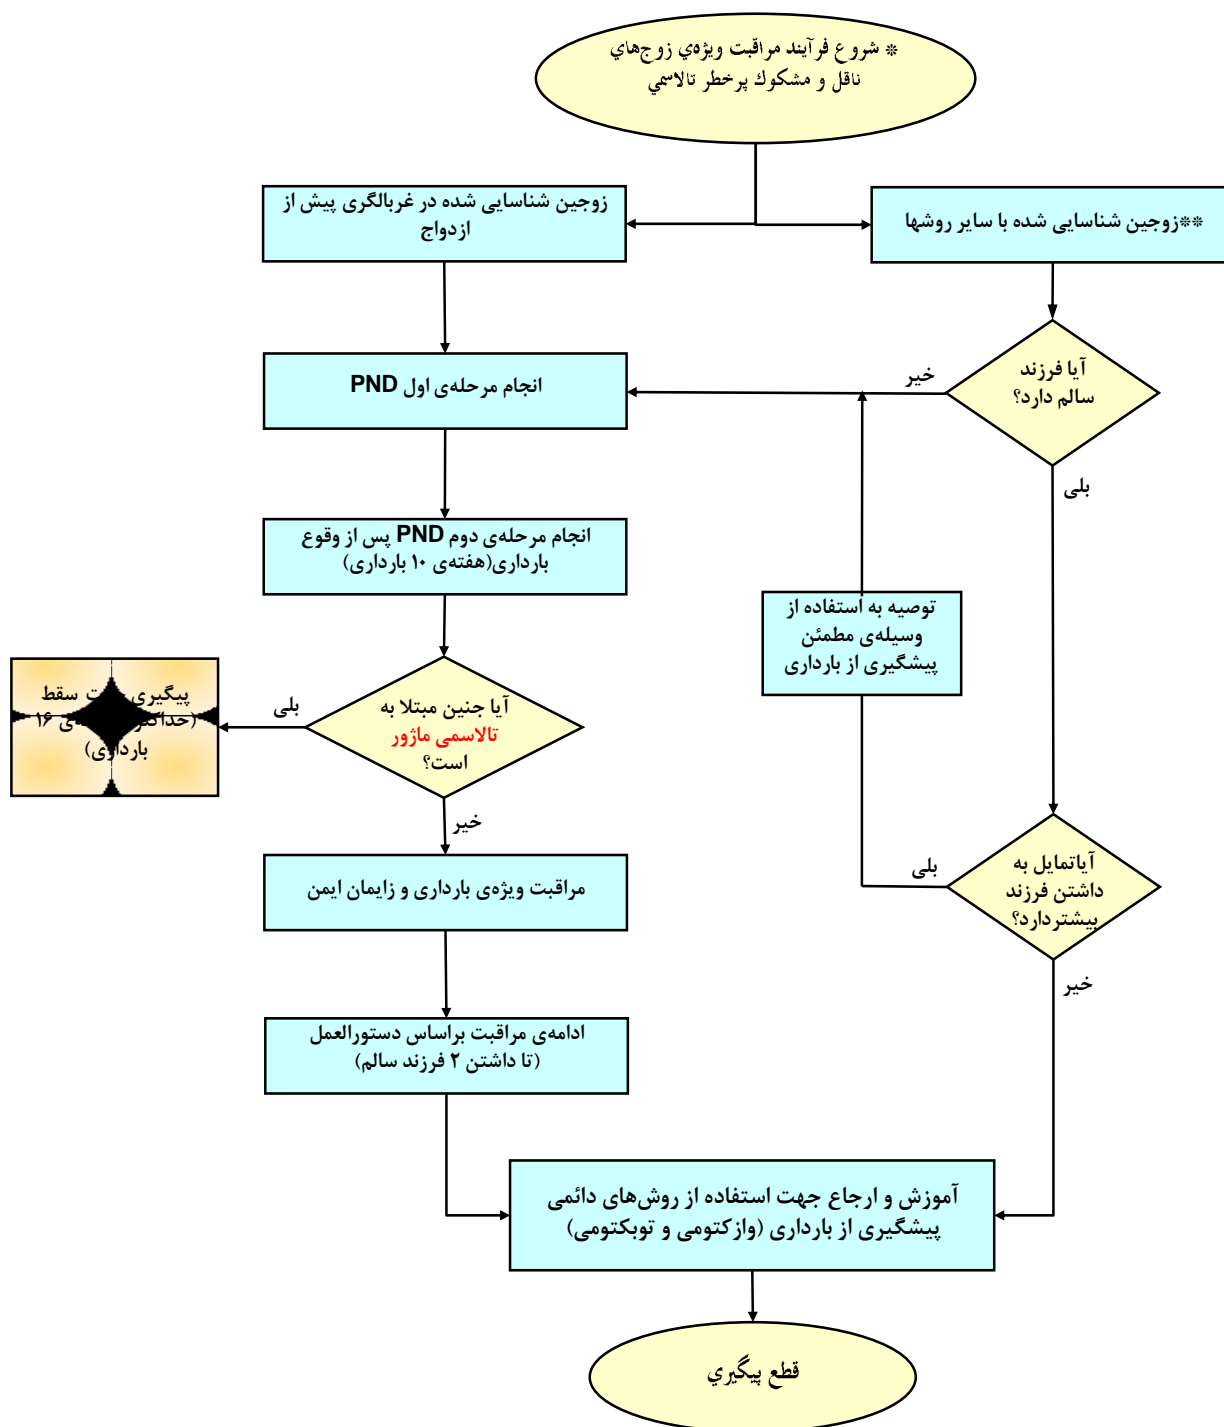 * شروع فرآيند مراقبت ويژه‌ي زوج‌هاي
ناقل و مشكوك پرخطر تالاسمي
زوجین شناسایی شده در غربالگری پیش از
ازدواج
**زوجین شناسایی شده با سایر روشها
آیا فرزند
سالم دارد؟
خیر
بلی
انجام مرحله‌ی اول PND
انجام مرحله‌ی دوم PND پس از وقوع
بارداری(هفته‌ی ۱۰ بارداری)
توصیه به استفاده از
وسیله‌ی مطمئن
پیشگیری از بارداری
آیا جنین مبتلا به
تالاسمی ماژور
است؟
بلی
خیر
پیگیری سقط
۱۶
بارداری)
مراقبت ویژه‌ی بارداری و زایمان ایمن
آیاتمایل به
داشتن فرزند
بیشتردارد؟
بلی
خیر
ادامه‌ی مراقبت براساس دستورالعمل
(تا داشتن ۲ فرزند سالم)
آموزش و ارجاع جهت استفاده از روش‌های دائمی
پیشگیری از بارداری (وازکتومی و توبکتومی)
قطع پيگيري